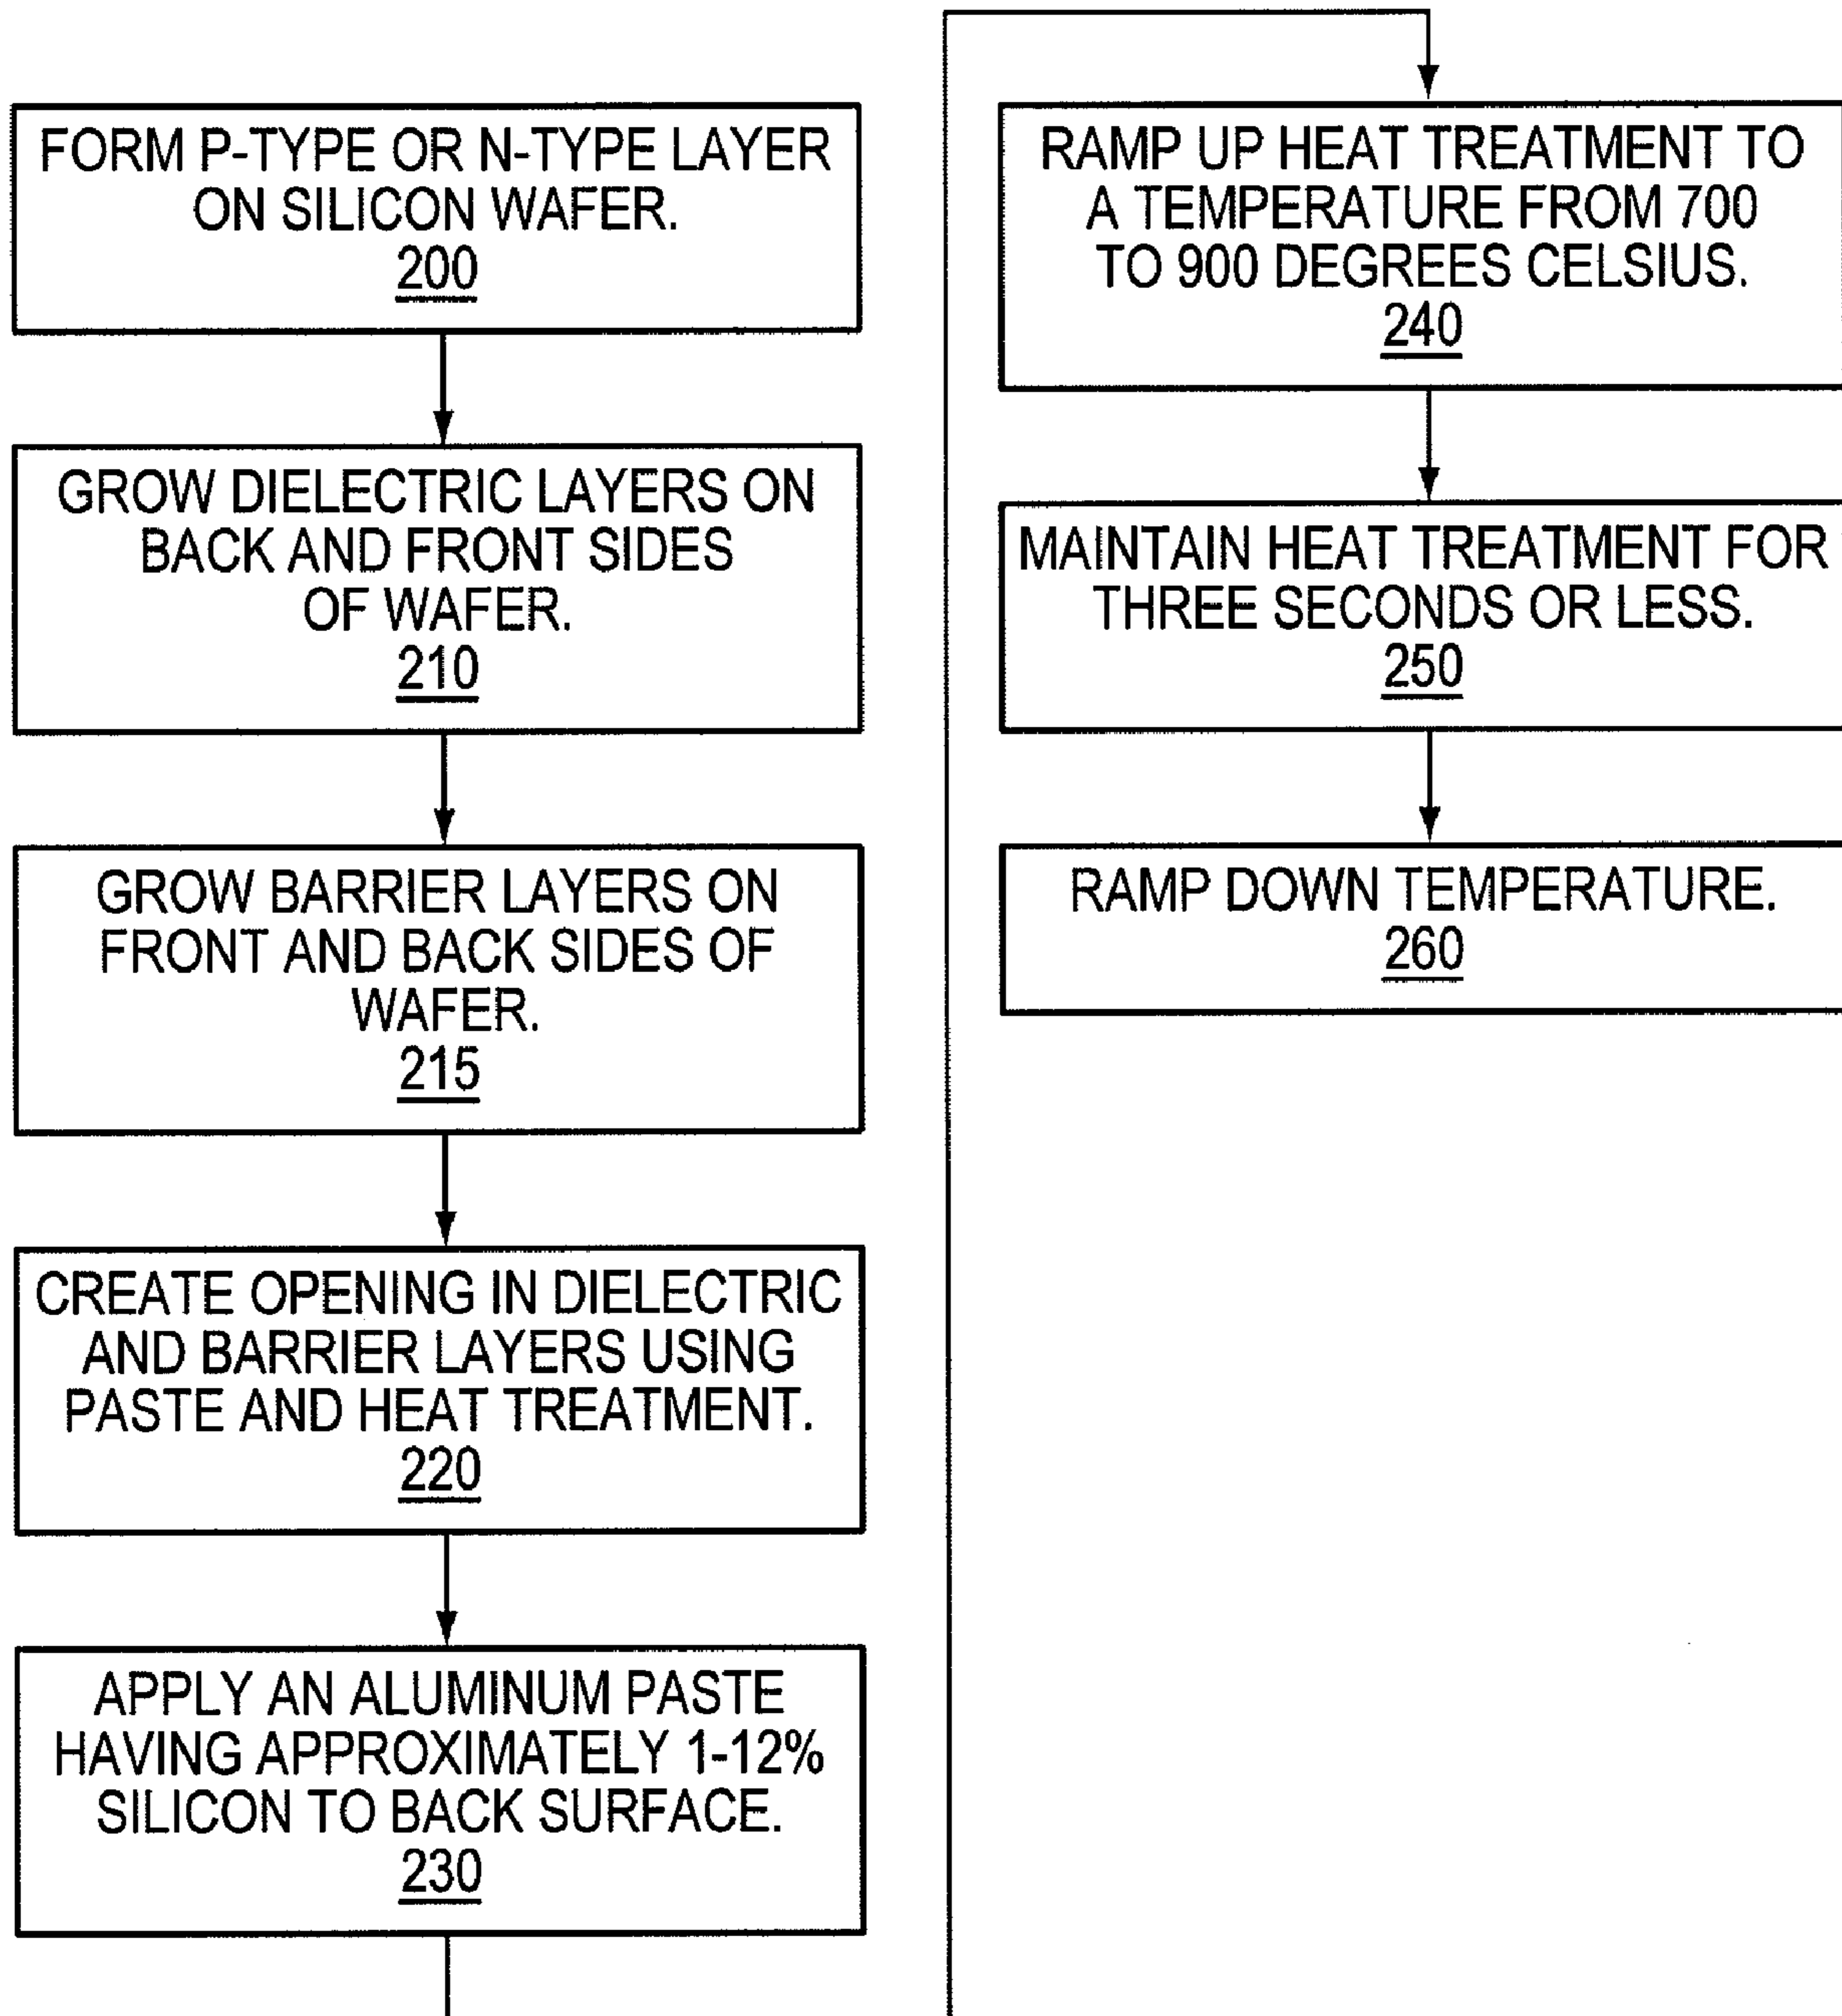 FORM P-TYPE OR N-TYPE LAYER
ON SILICON WAFER.
200
GROW DIELECTRIC LAYERS ON
BACK AND FRONT SIDES
OF WAFER.
210
GROW BARRIER LAYERS ON
FRONT AND BACK SIDES OF
WAFER.
215
CREATE OPENING IN DIELECTRIC
AND BARRIER LAYERS USING
PASTE AND HEAT TREATMENT.
220
APPLY AN ALUMINUM PASTE
HAVING APPROXIMATELY 1-12%
SILICON TO BACK SURFACE.
230
RAMP UP HEAT TREATMENT TO
A TEMPERATURE FROM 700
TO 900 DEGREES CELSIUS.
240
MAINTAIN HEAT TREATMENT FOR
THREE SECONDS OR LESS.
250
RAMP DOWN TEMPERATURE.
260